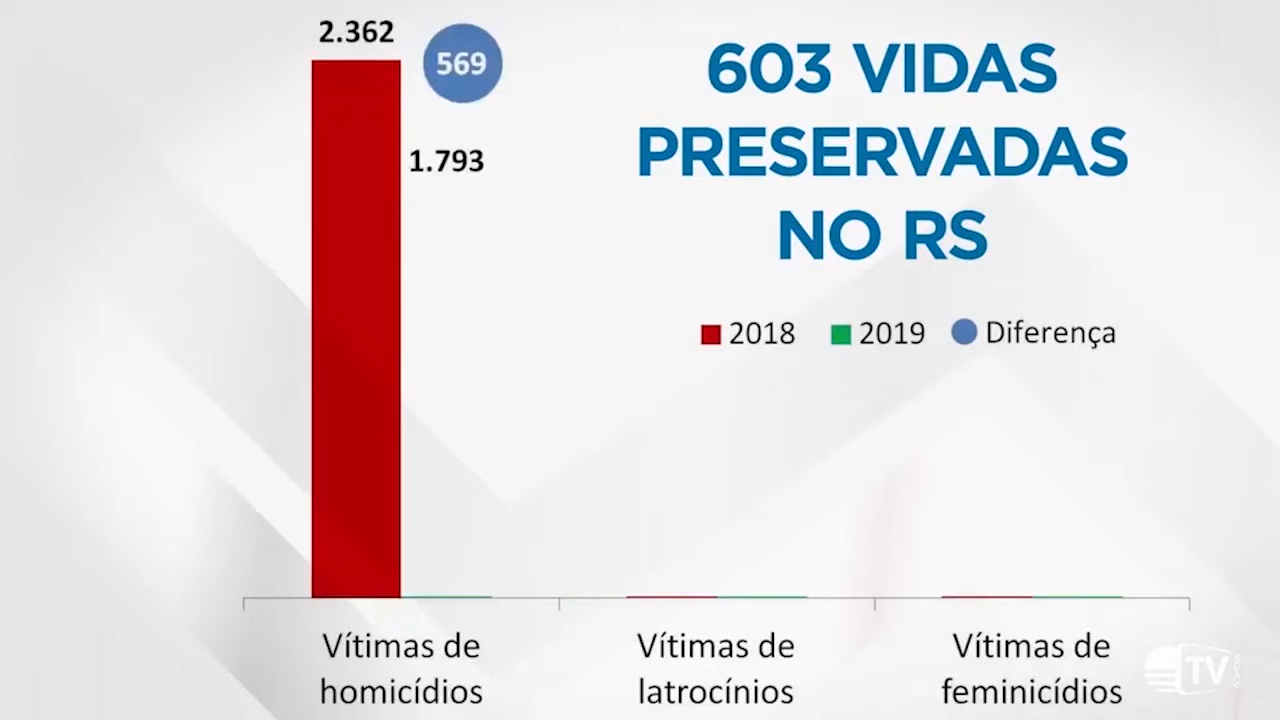 2.362
569
1.793
603 VIDAS
PRESERVADAS
NO RS
2018 2019 Diferença
Vítimas de
homicídios
Vítimas de
latrocínios
Vítimas de
feminicídios
TV